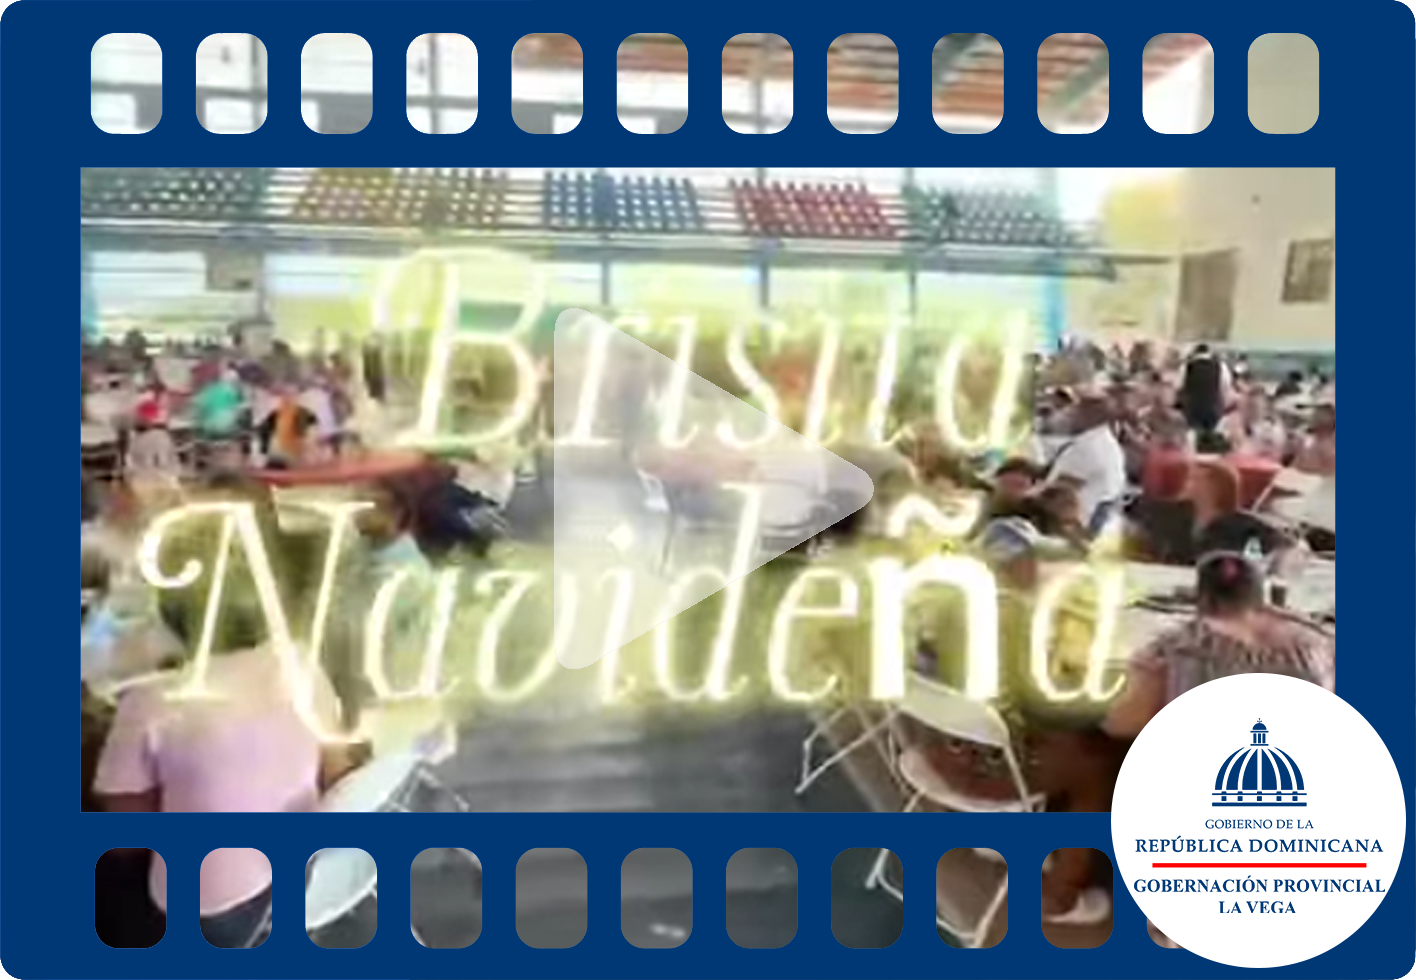 Brisita
Navideña
GOBIERNO DE LA
REPÚBLICA DOMINICANA
GOBERNACIÓN PROVINCIAL
LA VEGA